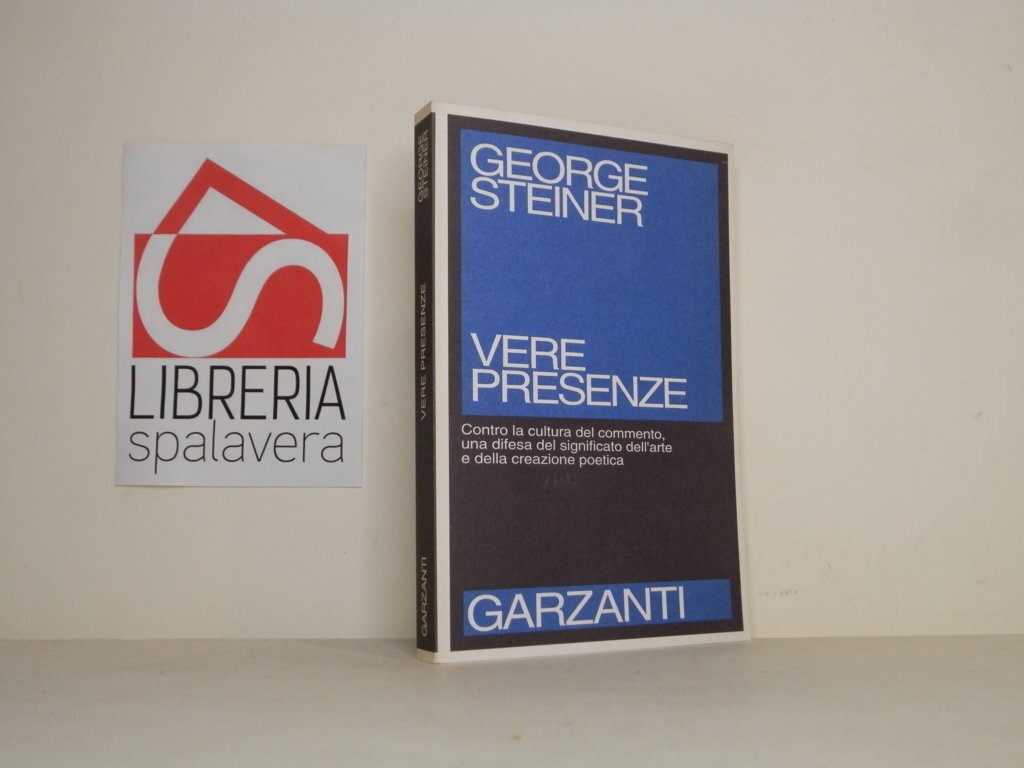 LIBRERIA
spalavera
GEORGE
STEINER
VERE PRESENZE
GARZANTI
GEORGE
STEINER
VERE
PRESENZE
Contro la cultura del commento,
una difesa del significato dell'arte
e della creazione poetica
GARZANTI